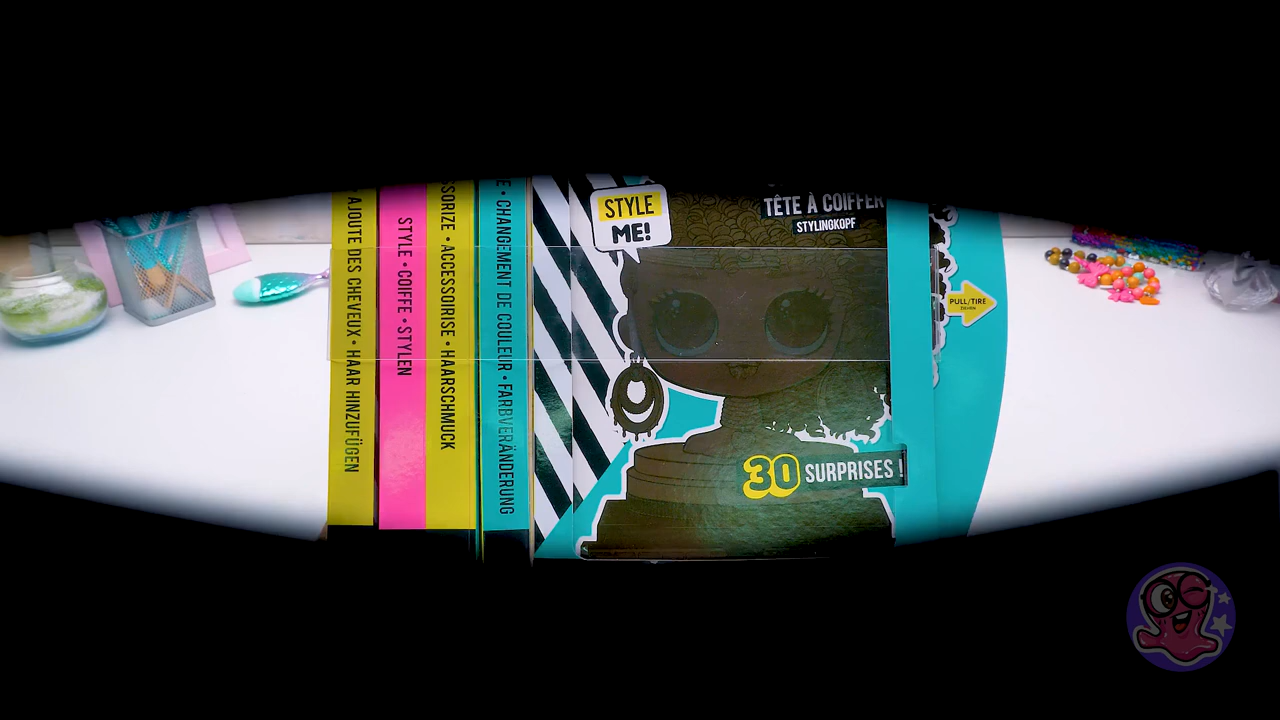 AJOUTE DES CHEVEUX • HAAR HINZUFÜGEN
STYLE • COIFFE • STYLEN
SORIZE • ACCESSOIRISE • HAARSCHMUCK
E • CHANGEMENT DE COULEUR • FARBVERÄNDERUNG
STYLE
ME!
TÊTE À COIFFER
STYLINGKOPF
PULL/TIRE
ZIEHEN
30 SURPRISES !